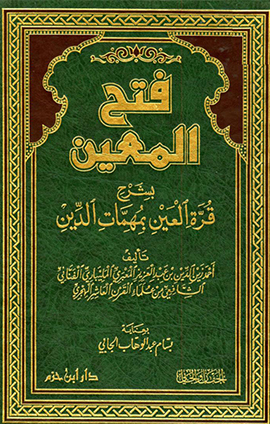 فتح
المعين
بشرح
قرة العين بمهمات الدين
تأليف
أحمد زين الدين بن عبد العزيز المعبري المليباري الفناني
الشافعي من علماء القرن العاشر الهجري
بعناية
بسام عبد الوهاب الجابي
دار ابن حزم